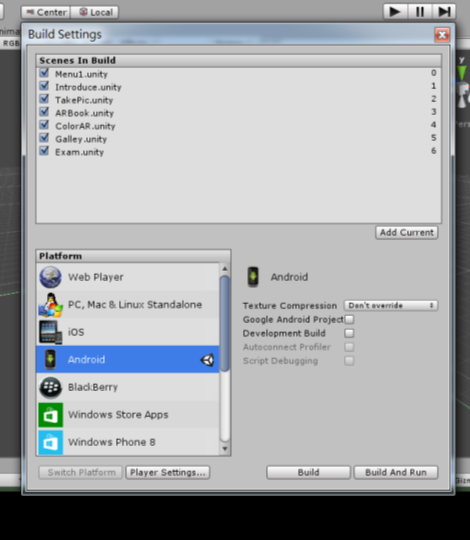 Center
Local
Build Settings
RGB
Scenes In Build
Menu1.unity 0
Introduce.unity 1
TakePic.unity 2
ARBook.unity 3
ColorAR.unity 4
Galley.unity 5
Exam.unity 6
Add Current
Platform
Web Player
PC, Mac & Linux Standalone
iOS
Android
BlackBerry
Windows Store Apps
Windows Phone 8
Android
Texture Compression Don't override
Google Android Project
Development Build
Autoconnect Profiler
Script Debugging
Switch Platform
Player Settings...
Build
Build And Run
y